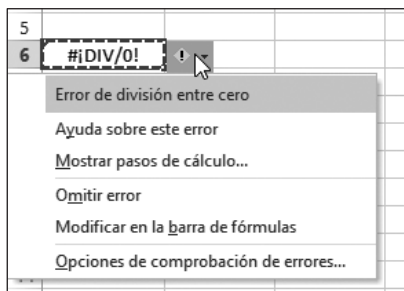 5
6 #¡DIV/0!
Error de división entre cero
Ayuda sobre este error
Mostrar pasos de cálculo...
Omitir error
Modificar en la barra de fórmulas
Opciones de comprobación de errores...